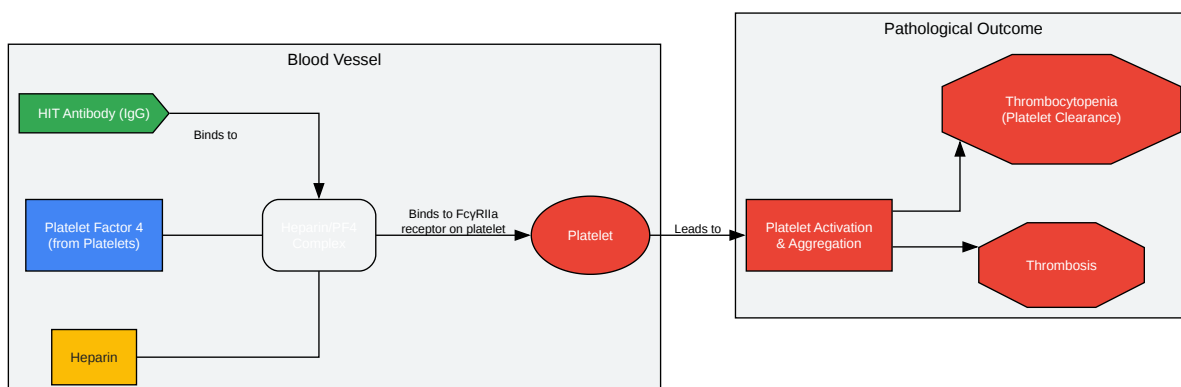 Blood Vessel
HIT Antibody (IgG)
Binds to
Platelet Factor 4
(from Platelets)
Heparin/PF4
Complex
Heparin
Binds to FcγRIIa
receptor on platelet
Platelet
Leads to
Pathological Outcome
Thrombocytopenia
(Platelet Clearance)
Platelet Activation
& Aggregation
Thrombosis